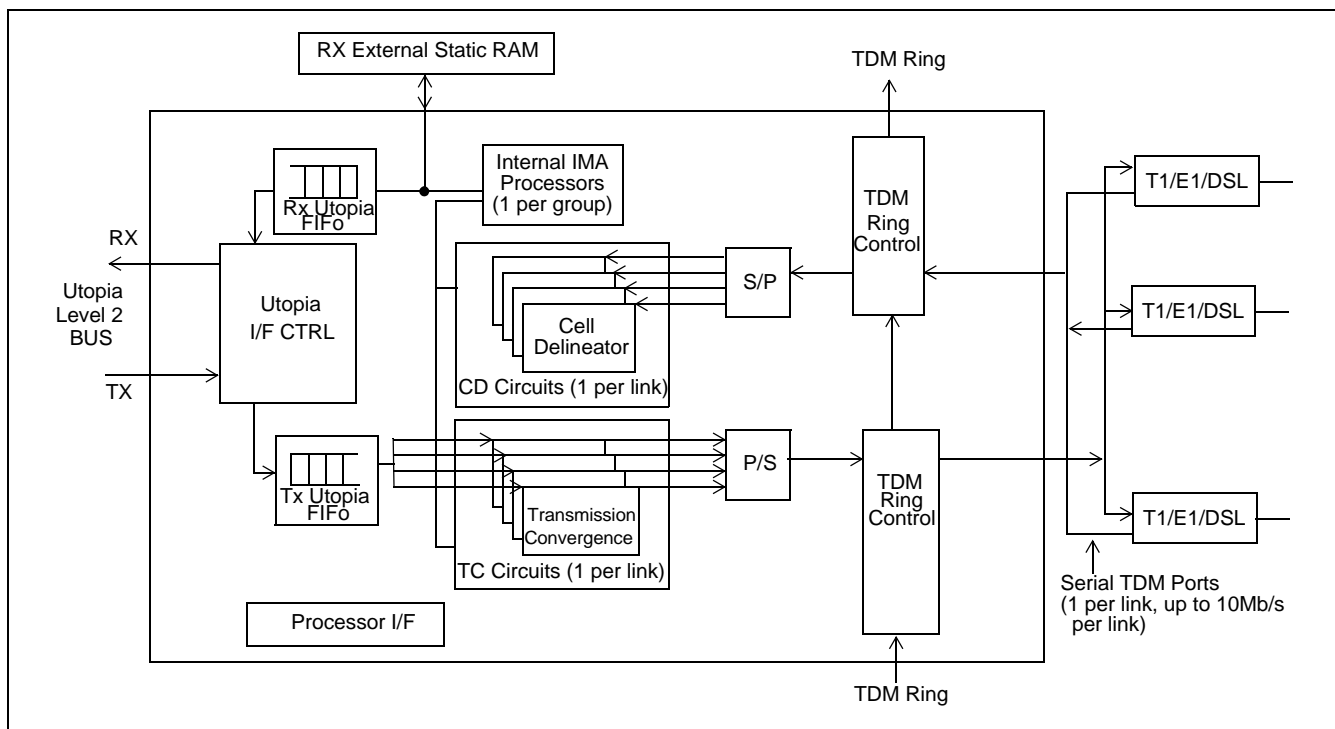 RX External Static RAM
TDM Ring
Internal IMA
Processors
(1 per group)
Rx Utopia
FIFo
TDM
Ring
Control
T1/E1/DSL
RX
Utopia
Level 2
BUS
TX
Utopia
I/F CTRL
S/P
Cell
Delineator
CD Circuits (1 per link)
T1/E1/DSL
Tx Utopia
FIFo
P/S
TDM
Ring
Control
Transmission
Convergence
TC Circuits (1 per link)
T1/E1/DSL
Serial TDM Ports
(1 per link, up to 10Mb/s
per link)
Processor I/F
TDM Ring